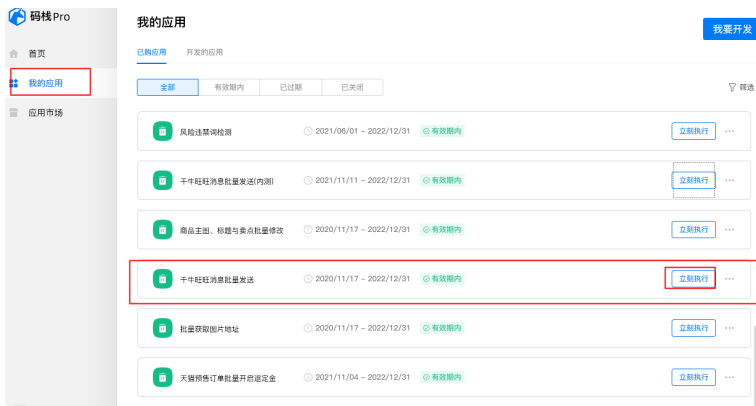 码栈Pro
首页
我的应用
应用市场
我的应用
我要开发
已购应用 开发的应用
全部 有效期内 已过期 已关闭 筛选
风险违禁词检测 2021/06/01 - 2022/12/31 有效期内 立刻执行 ...
千牛旺旺消息批量发送(内测) 2021/11/11 - 2022/12/31 有效期内 立刻执行 ...
商品主图、标题与卖点批量修改 2020/11/17 - 2022/12/31 有效期内 立刻执行 ...
千牛旺旺消息批量发送 2020/11/17 - 2022/12/31 有效期内 立刻执行 ...
批量获取图片地址 2020/11/17 - 2022/12/31 有效期内 立刻执行 ...
天猫预售订单批量开启退定金 2021/11/04 - 2022/12/31 有效期内 立刻执行 ...